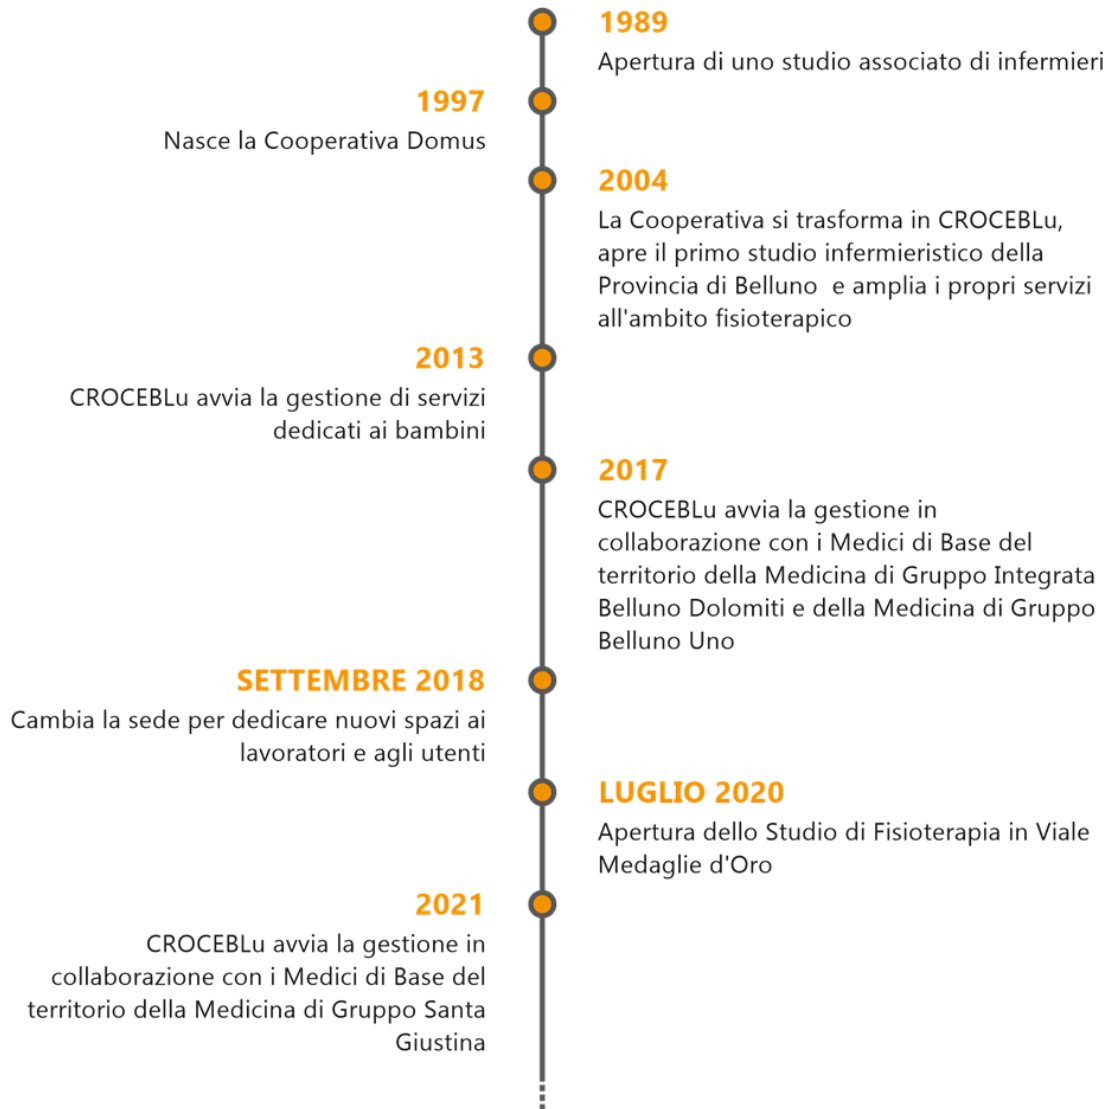 1989
Apertura di uno studio associato di infermieri
1997
Nasce la Cooperativa Domus
2004
La Cooperativa si trasforma in CROCEBLu,
apre il primo studio infermieristico della
Provincia di Belluno  e amplia i propri servizi
all'ambito fisioterapico
2013
CROCEBLu avvia la gestione di servizi
dedicati ai bambini
2017
CROCEBLu avvia la gestione in
collaborazione con i Medici di Base del
territorio della Medicina di Gruppo Integrata
Belluno Dolomiti e della Medicina di Gruppo
Belluno Uno
SETTEMBRE 2018
Cambia la sede per dedicare nuovi spazi ai
lavoratori e agli utenti
LUGLIO 2020
Apertura dello Studio di Fisioterapia in Viale
Medaglie d'Oro
2021
CROCEBLu avvia la gestione in
collaborazione con i Medici di Base del
territorio della Medicina di Gruppo Santa
Giustina